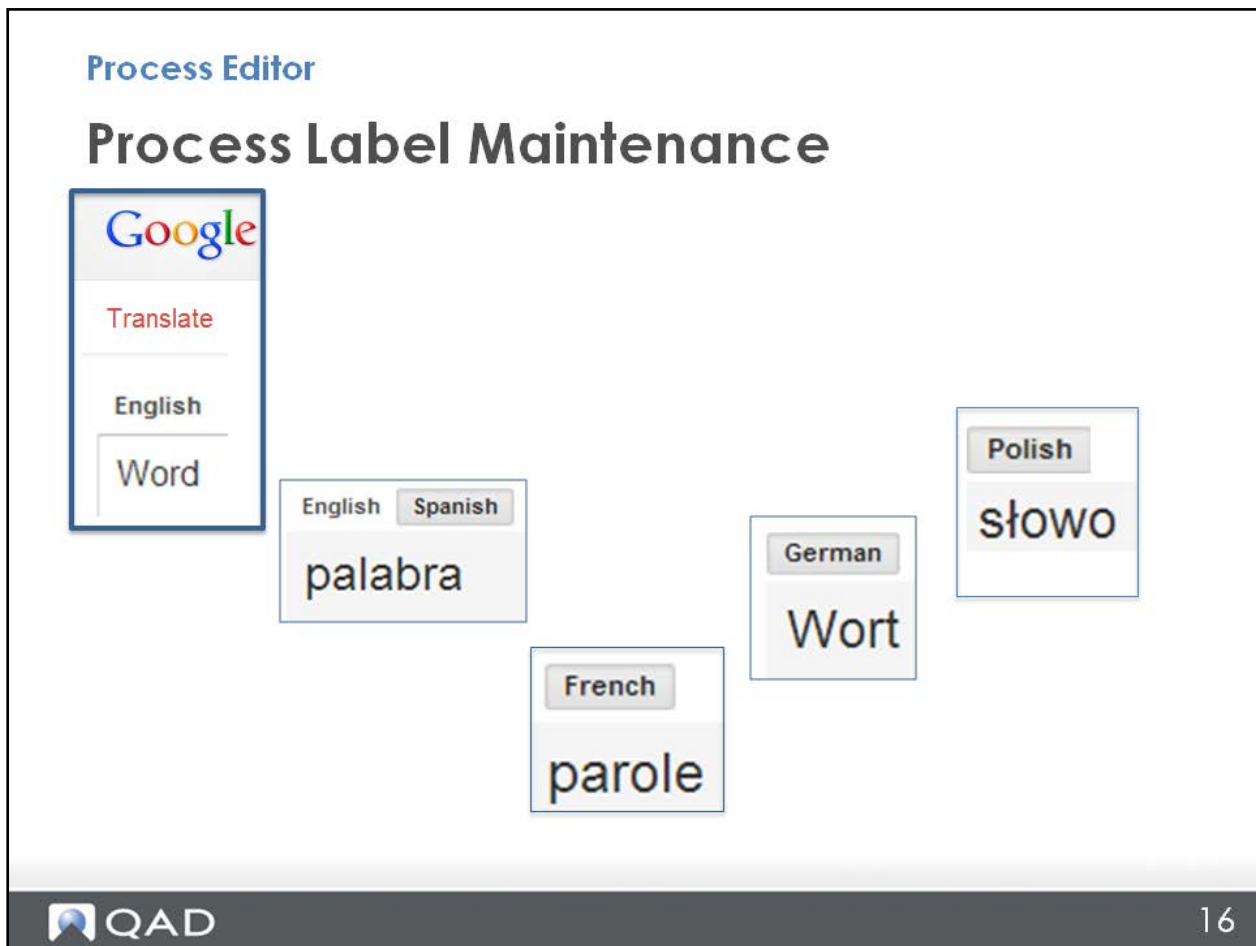 Process Editor
Process Label Maintenance
Google
Translate
English
Word
English Spanish
palabra
French
parole
German
Wort
Polish
słowo
QAD 16